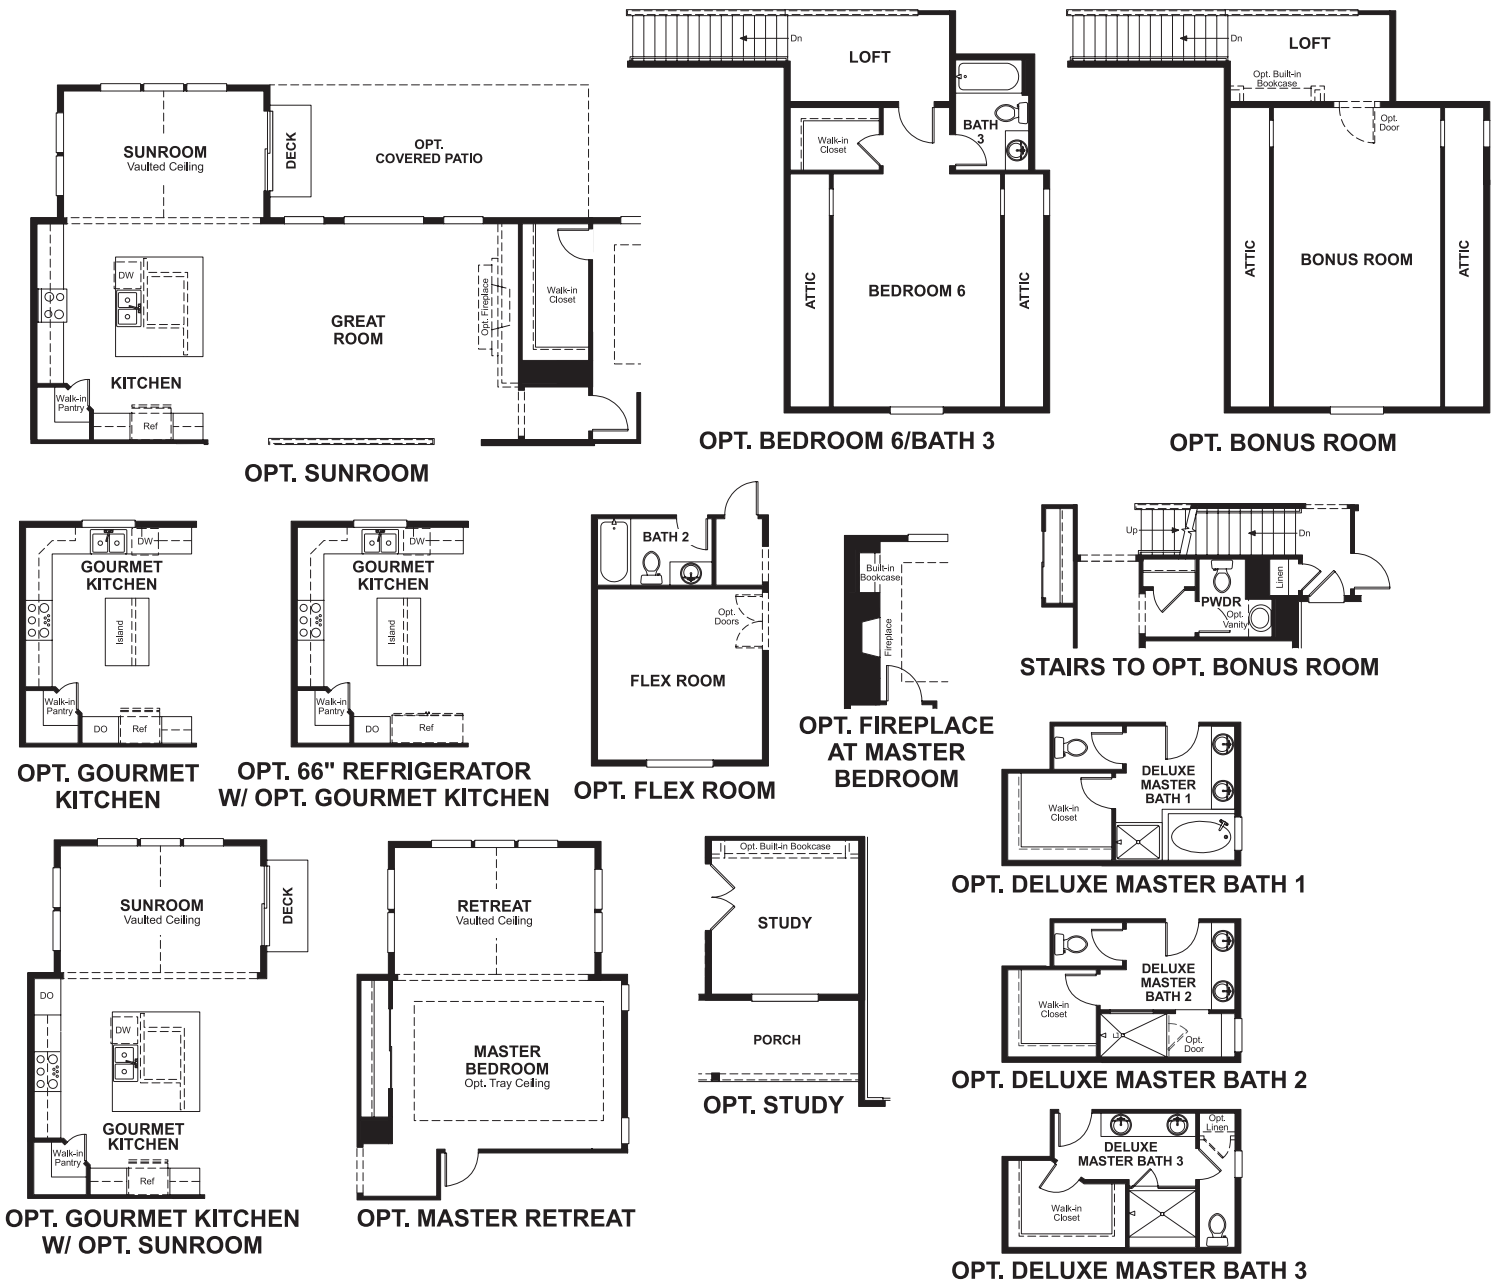 SUNROOM
Vaulted Ceiling
DECK
OPT.
COVERED PATIO
DW
Opt. Fireplace
Walk-in
Closet
GREAT
ROOM
KITCHEN
Walk-in
Pantry
Ref
OPT. SUNROOM
Dn
LOFT
BATH
3
Walk-in
Closet
ATTIC
BEDROOM 6
ATTIC
OPT. BEDROOM 6/BATH 3
Dn
LOFT
Opt. Built-in
Bookcase
Opt.
Door
ATTIC
BONUS ROOM
ATTIC
OPT. BONUS ROOM
DW
GOURMET
KITCHEN
Island
Walk-in
Pantry
DO
Ref
OPT. GOURMET
KITCHEN
DW
GOURMET
KITCHEN
Island
Walk-in
Pantry
DO
Ref
OPT. 66" REFRIGERATOR
W/ OPT. GOURMET KITCHEN
BATH 2
Opt.
Doors
FLEX ROOM
OPT. FLEX ROOM
Built-in
Bookcase
Fireplace
OPT. FIREPLACE
AT MASTER
BEDROOM
Up
Dn
Linen
PWDR
Opt.
Vanity
STAIRS TO OPT. BONUS ROOM
DELUXE
MASTER
BATH 1
Walk-in
Closet
OPT. DELUXE MASTER BATH 1
SUNROOM
Vaulted Ceiling
DECK
DO
DW
GOURMET
KITCHEN
Walk-in
Pantry
Ref
OPT. GOURMET KITCHEN
W/ OPT. SUNROOM
RETREAT
Vaulted Ceiling
MASTER
BEDROOM
Opt. Tray Ceiling
OPT. MASTER RETREAT
Opt. Built-in Bookcase
STUDY
PORCH
OPT. STUDY
DELUXE
MASTER
BATH 2
Walk-in
Closet
Opt.
Door
OPT. DELUXE MASTER BATH 2
Opt.
Linen
DELUXE
MASTER BATH 3
Walk-in
Closet
OPT. DELUXE MASTER BATH 3